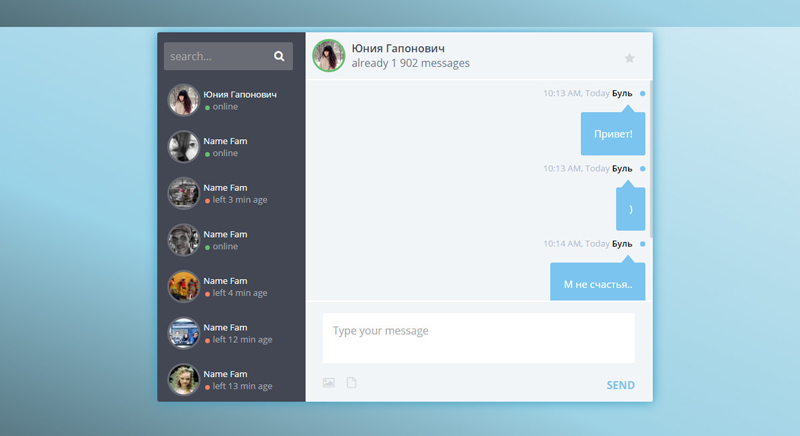 search...
Юния Гапонович
online
Name Fam
online
Name Fam
left 3 min age
Name Fam
online
Name Fam
left 4 min age
Name Fam
left 12 min age
Name Fam
left 13 min age
Юния Гапонович
already 1 902 messages
10:13 AM, Today Буль
Привет!
10:13 AM, Today Буль
)
10:14 AM, Today Буль
М не счастья..
Type your message
SEND